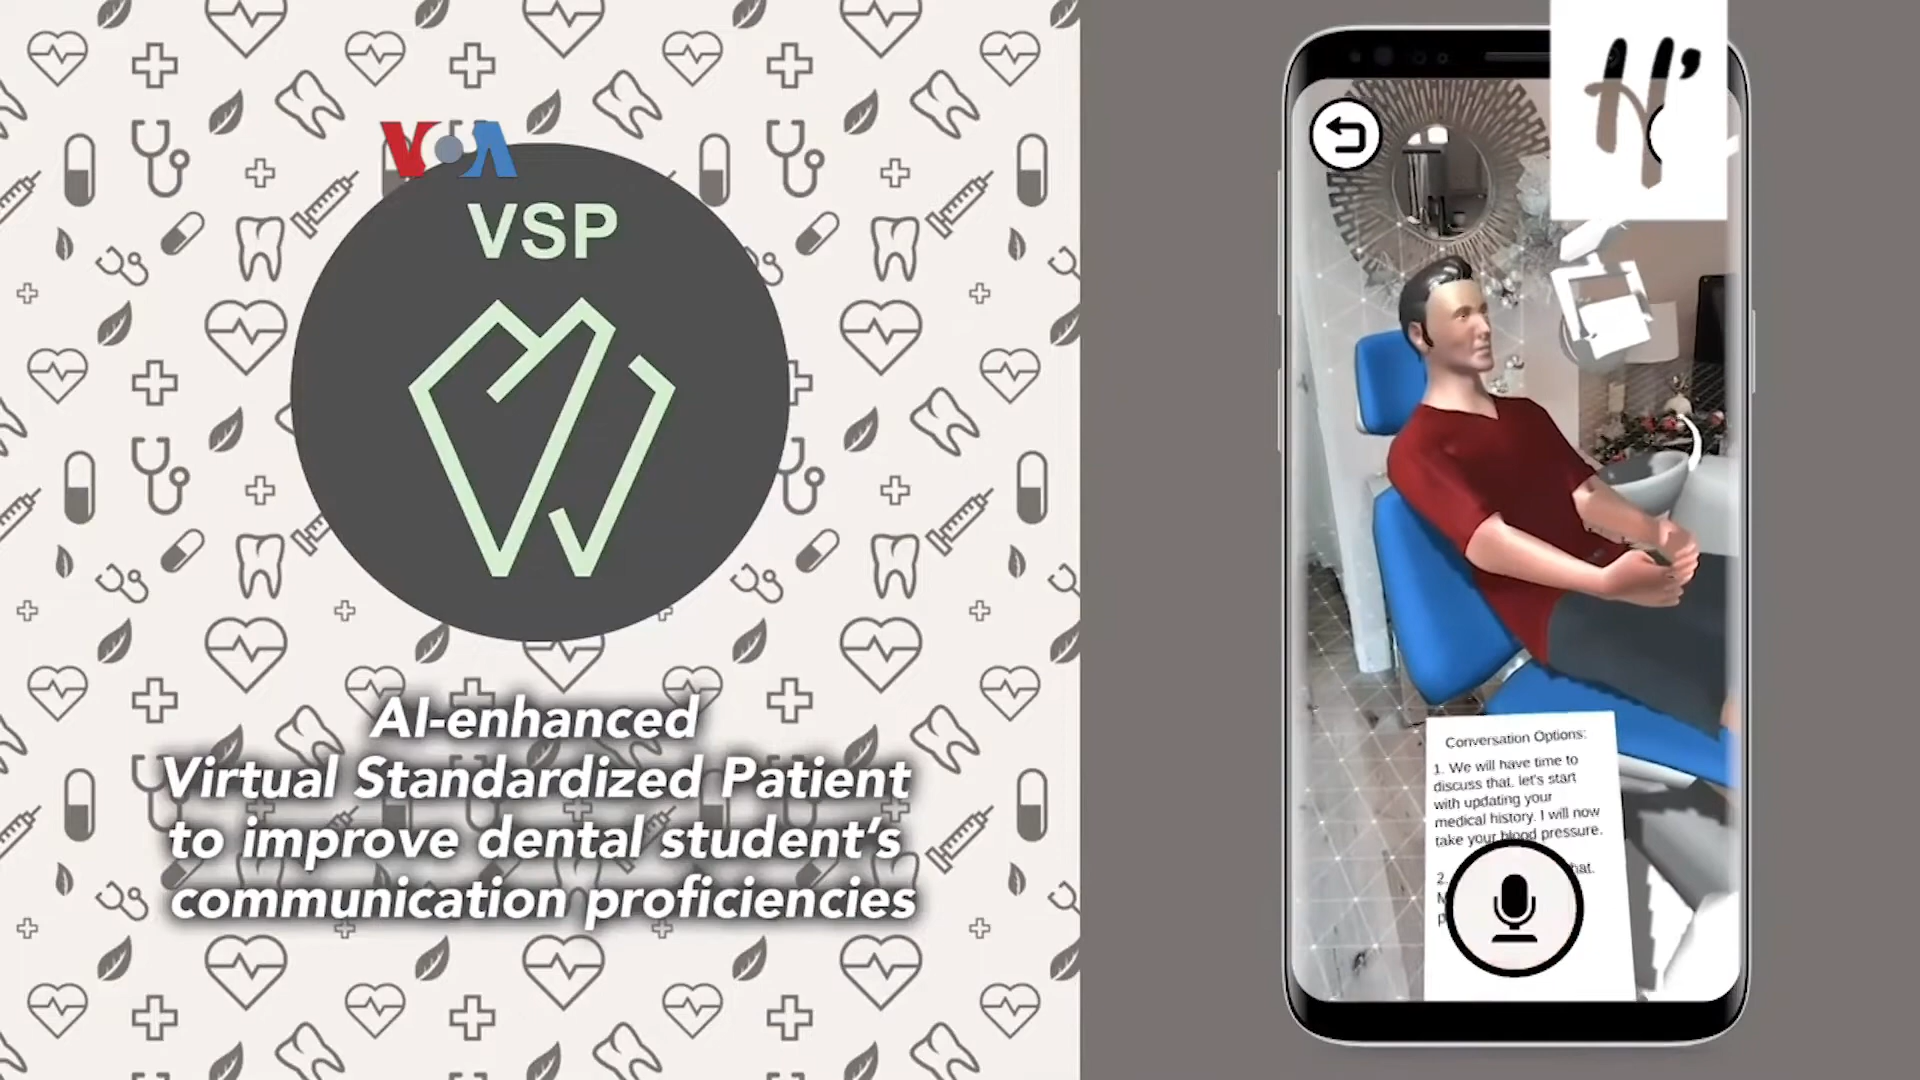 VOA
VSP
AI-enhanced
Virtual Standardized Patient
to improve dental student's
communication proficiencies
H'
Conversation Options:
1. We will have time to
discuss that, let's start
with updating your
medical history. I will now
take your blood pressure.
2.